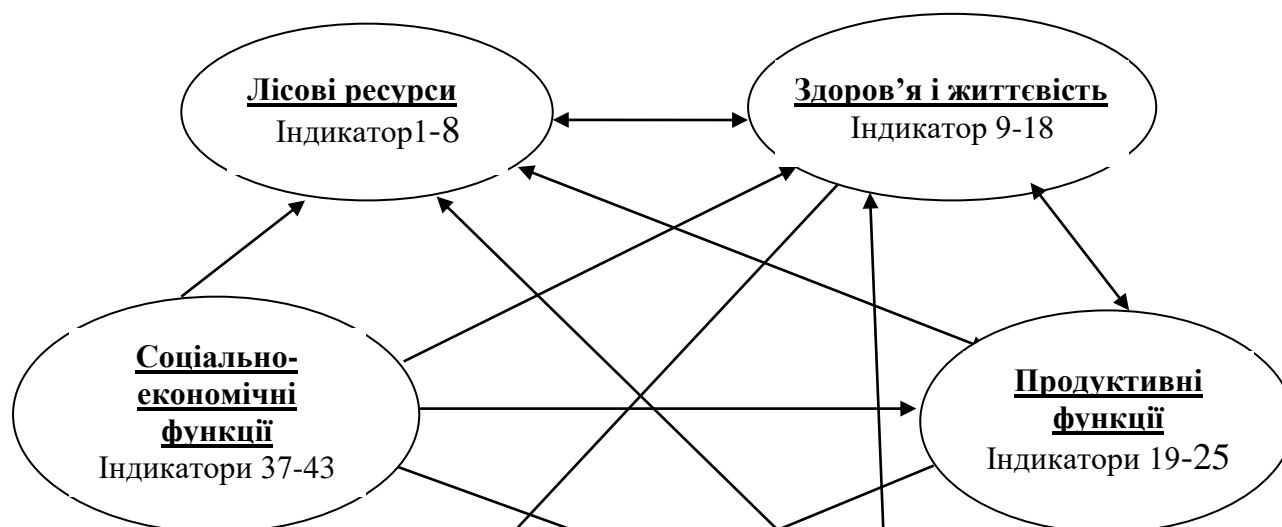 Лісові ресурси
Індикатор1-8
Здоров’я і життєвість
Індикатор 9-18
Соціально-
економічні
функції
Індикатори 37-43
Продуктивні
функції
Індикатори 19-25